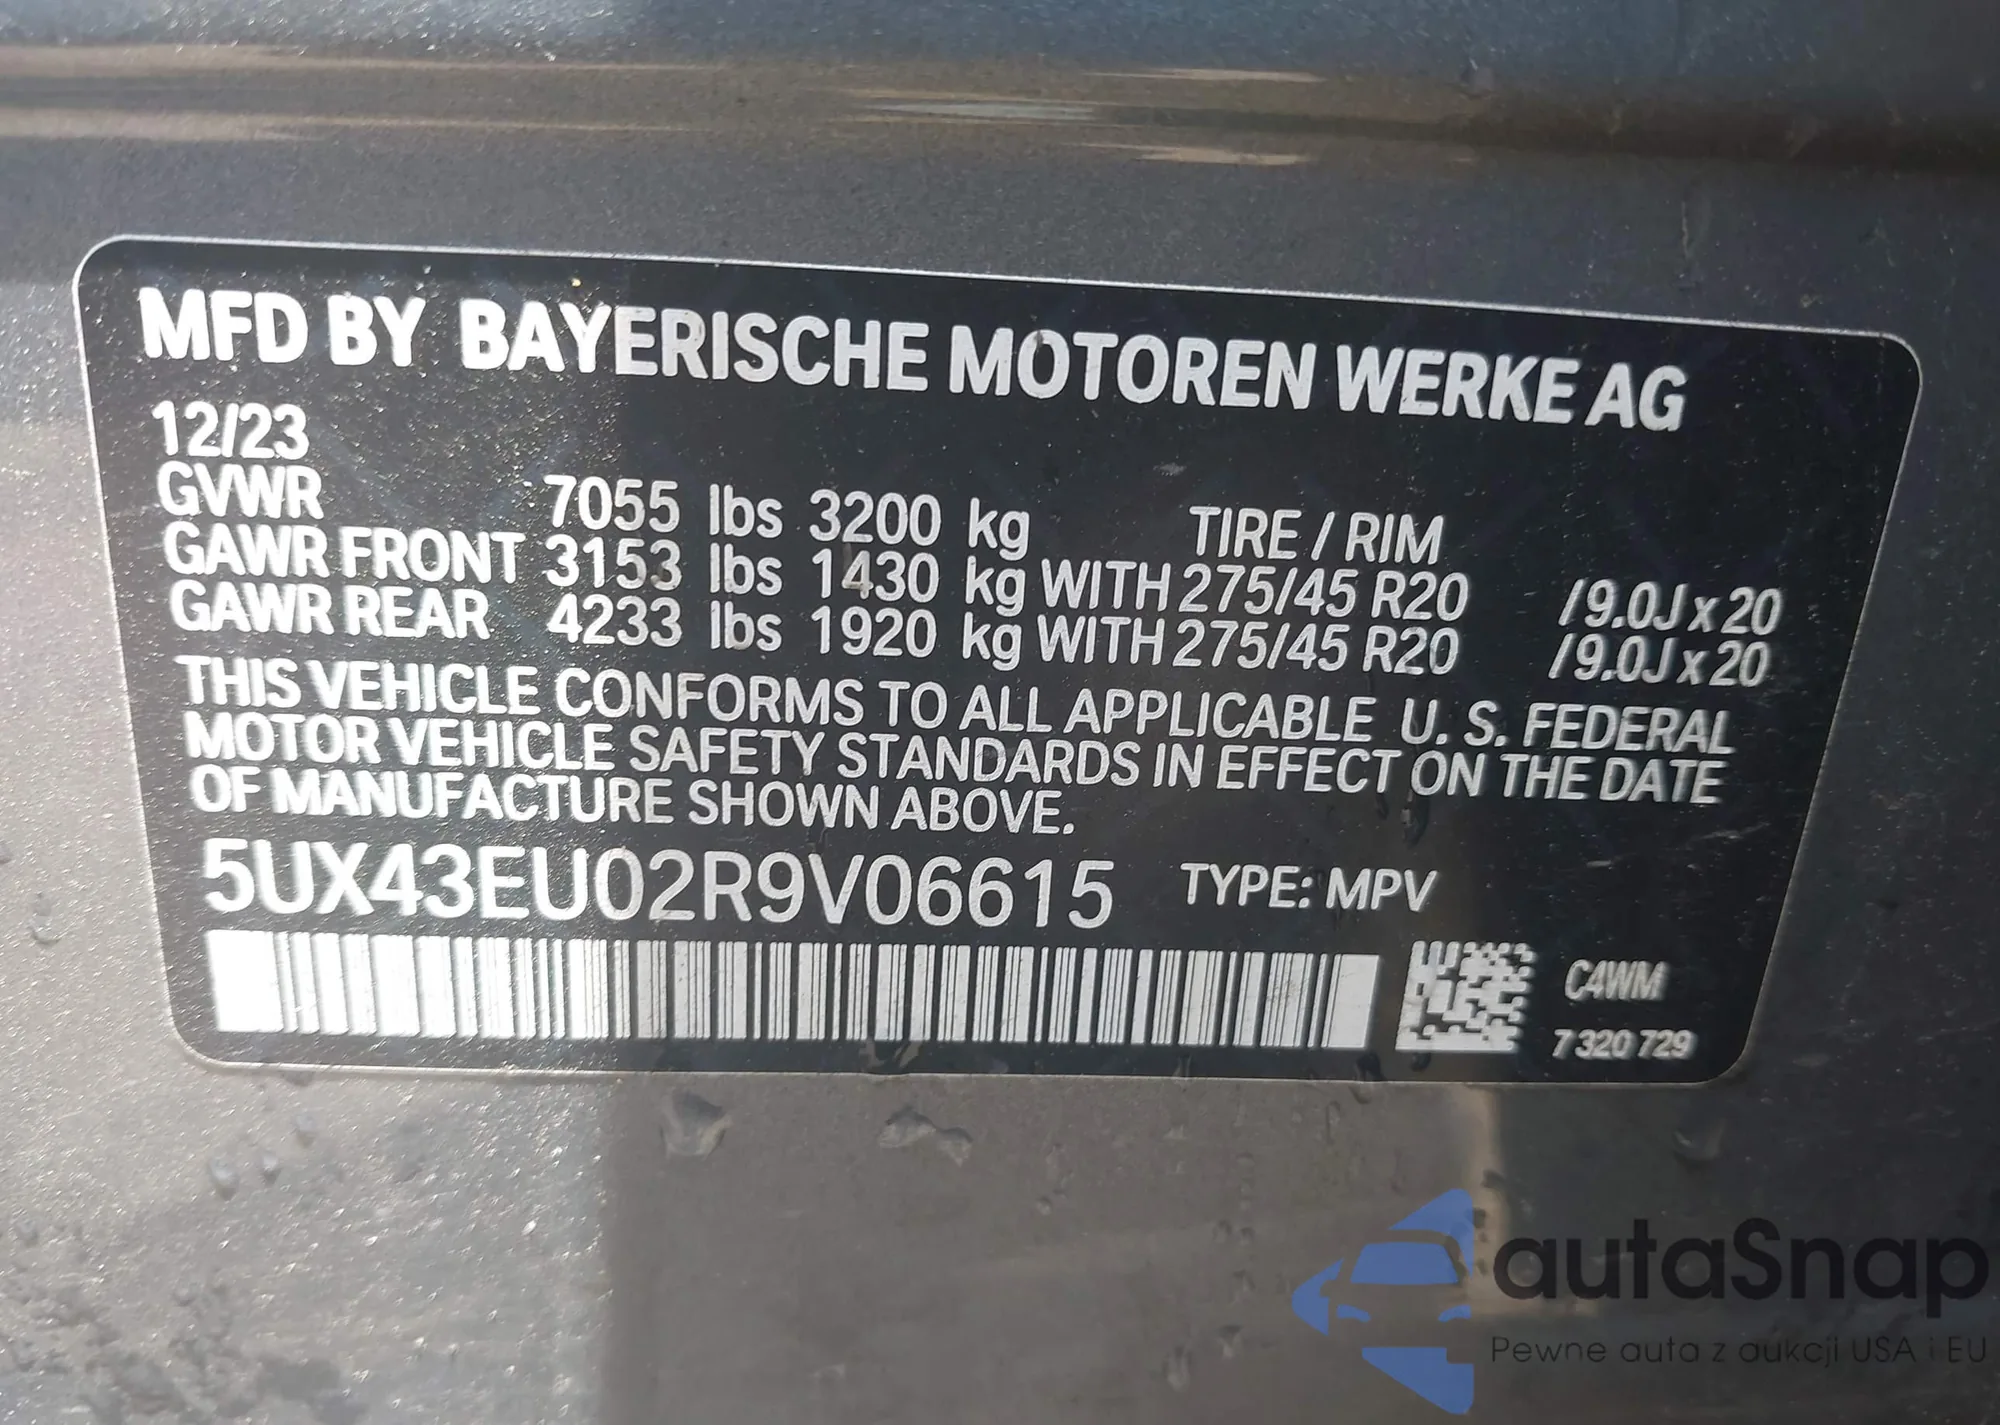 MFD BY BAYERISCHE MOTOREN WERKE AG
12/23
GVWR 7055 lbs 3200 kg TIRE / RIM
GAWR FRONT 3153 lbs 1430 kg WITH 275/45 R20 /9.0J x 20
GAWR REAR 4233 lbs 1920 kg WITH 275/45 R20 /9.0J x 20
THIS VEHICLE CONFORMS TO ALL APPLICABLE U. S. FEDERAL
MOTOR VEHICLE SAFETY STANDARDS IN EFFECT ON THE DATE
OF MANUFACTURE SHOWN ABOVE.
5UX43EU02R9V06615 TYPE: MPV
C4WM
7 320 729
autaSnap
Pewne auta z aukcji USA i EU